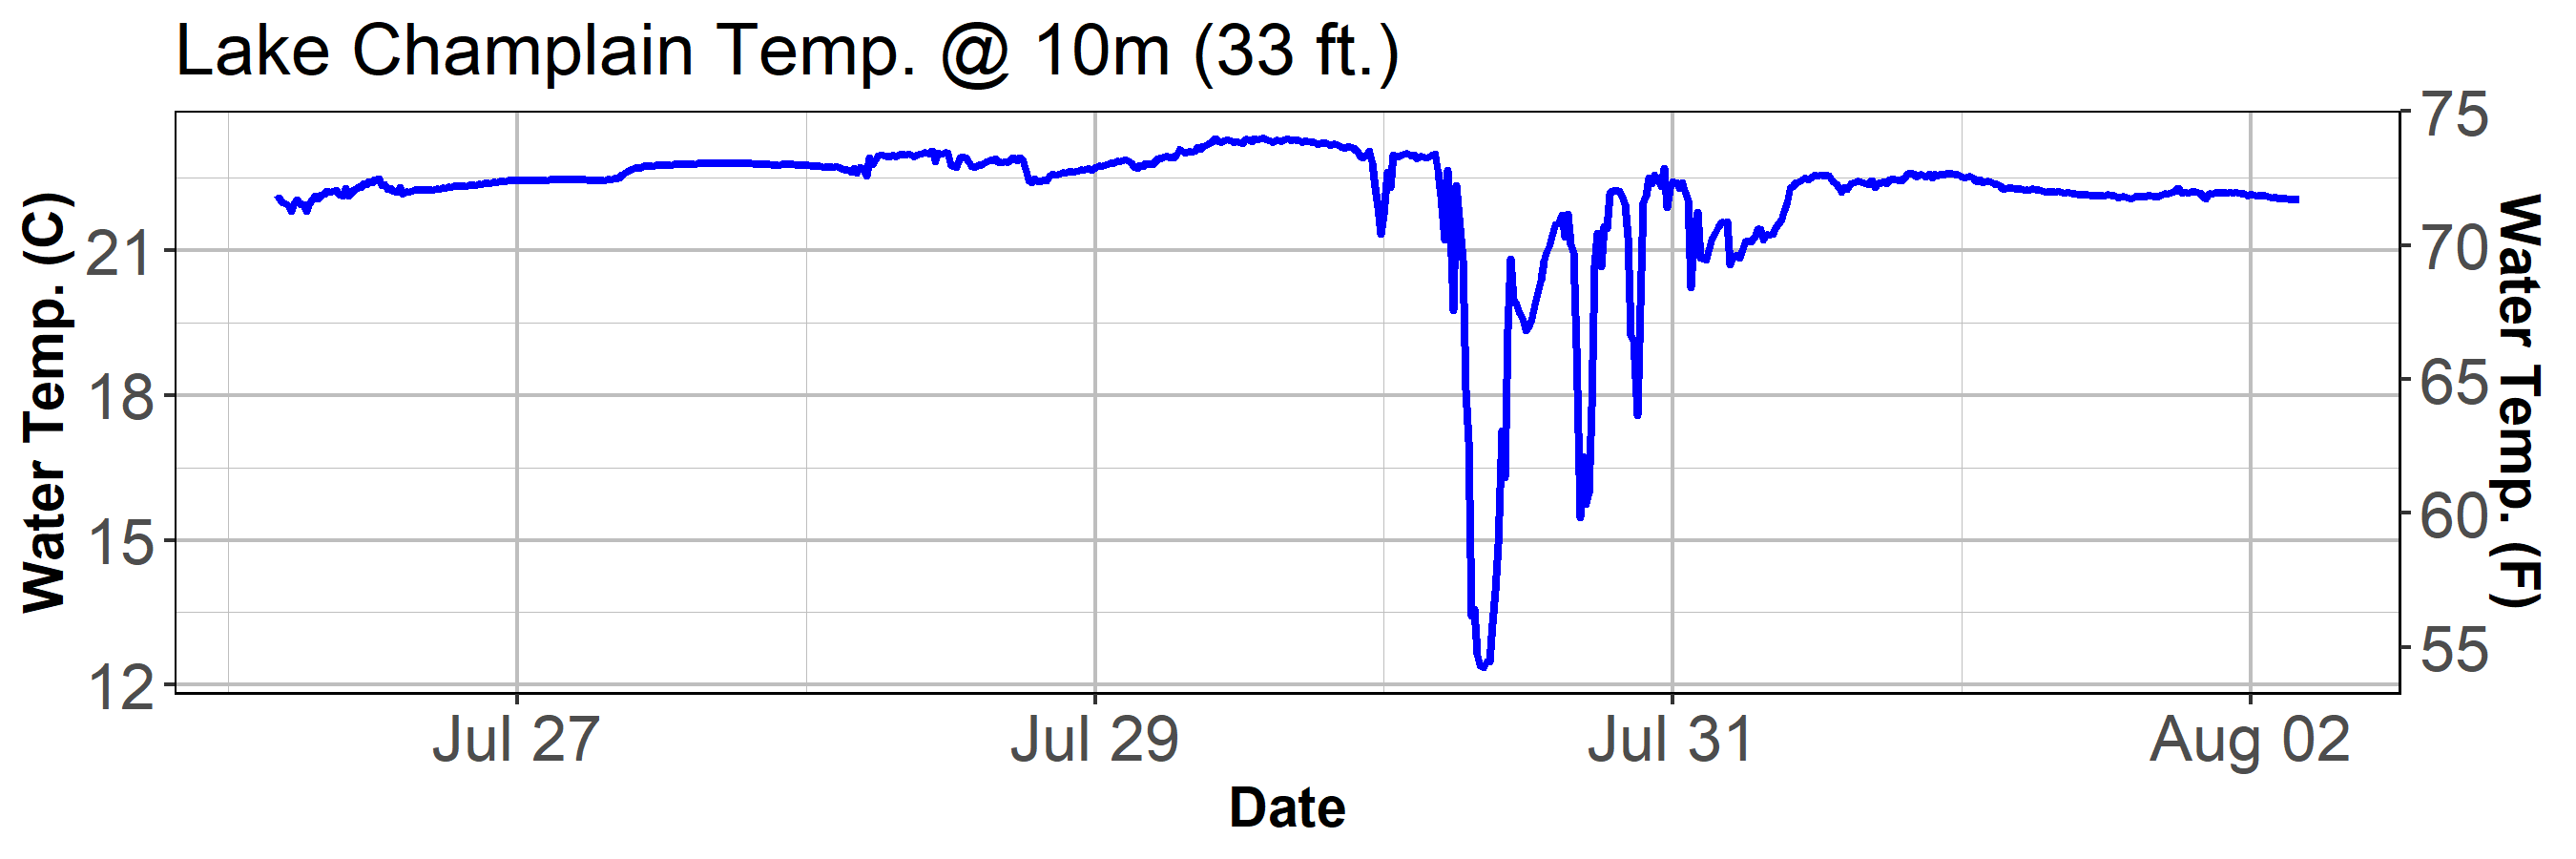 Lake Champlain Temp. @ 10m (33 ft.)
Water Temp. (C)
21
18
15
12
75
70
65
60
55
Water Temp. (F)
Jul 27
Jul 29
Jul 31
Aug 02
Date